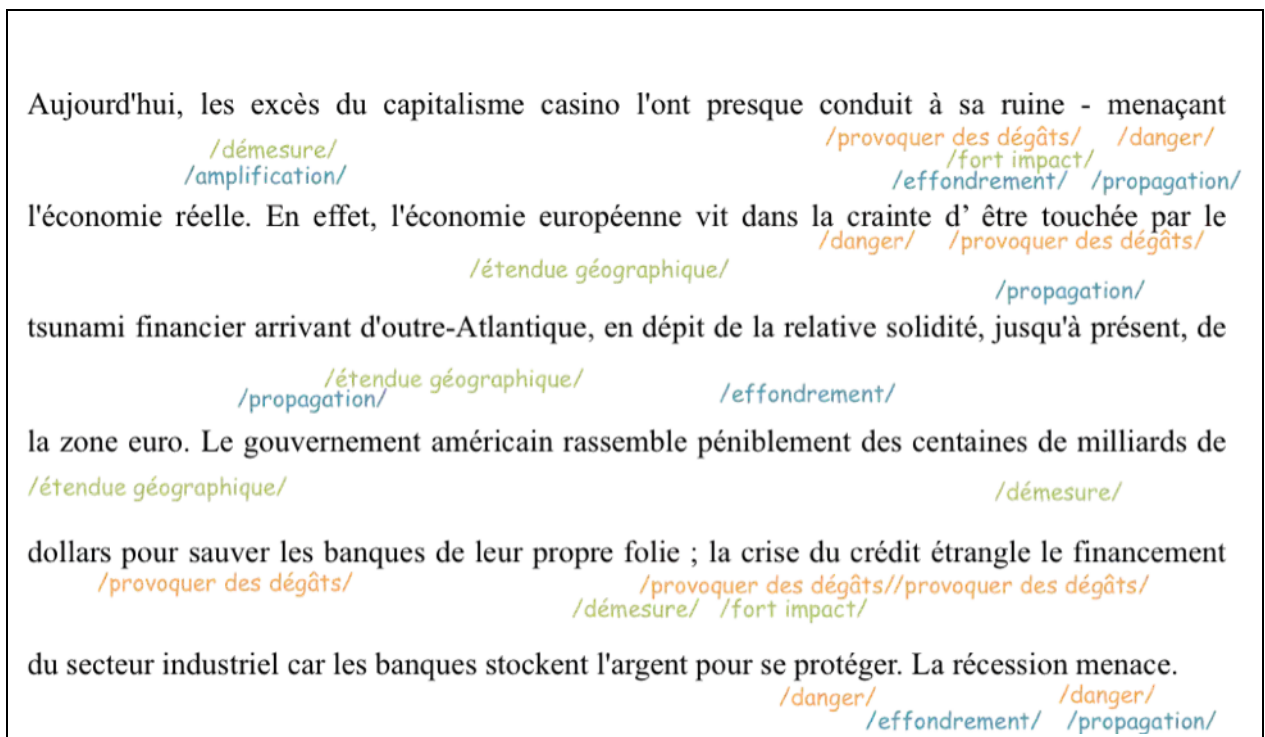 Aujourd'hui, les excès du capitalisme casino l'ont presque conduit à sa ruine - menaçant
/provoquer des dégâts/ /danger/
/démesure/ /fort impact/
/amplification/ /effondrement/ /propagation/
l'économie réelle. En effet, l'économie européenne vit dans la crainte d' être touchée par le
/danger/ /provoquer des dégâts/
/étendue géographique/
/propagation/
tsunami financier arrivant d'outre-Atlantique, en dépit de la relative solidité, jusqu'à présent, de
/étendue géographique/
/propagation/ /effondrement/
la zone euro. Le gouvernement américain rassemble péniblement des centaines de milliards de
/étendue géographique/ /démesure/
dollars pour sauver les banques de leur propre folie ; la crise du crédit étrangle le financement
/provoquer des dégâts/ /provoquer des dégâts//provoquer des dégâts/
/démesure/ /fort impact/
du secteur industriel car les banques stockent l'argent pour se protéger. La récession menace.
/danger/ /danger/
/effondrement/ /propagation/